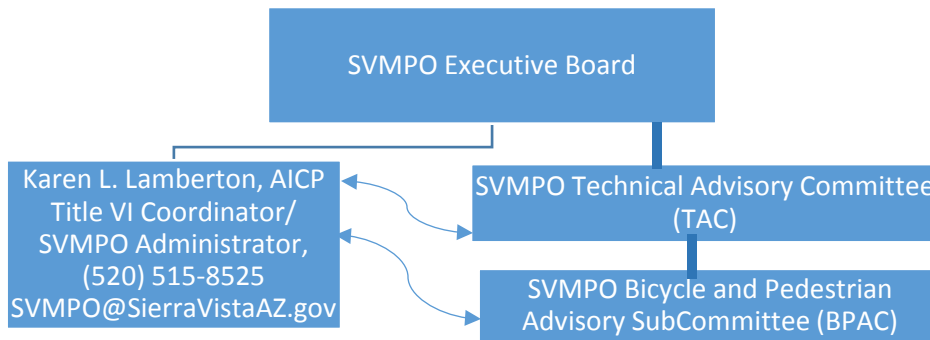 SVMPO Executive Board
Karen L. Lamberton, AICP
Title VI Coordinator/
SVMPO Administrator,
(520) 515-8525
SVMPO@SierraVistaAZ.gov
SVMPO Technical Advisory Committee
(TAC)
SVMPO Bicycle and Pedestrian
Advisory SubCommittee (BPAC)